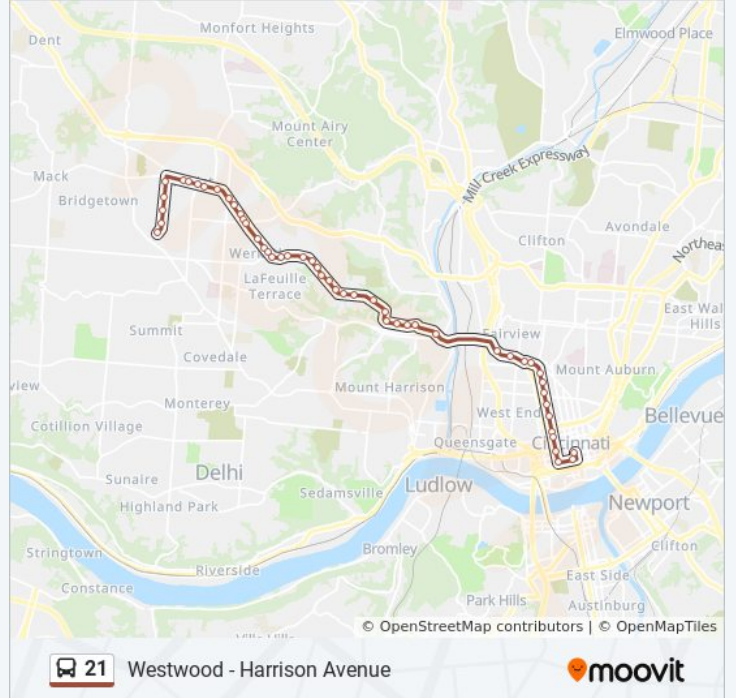 Dent
Monfort Heights
Elmwood Place
Mount Airy
Center
Mill Creek Expressway
Mack
Bridgetown
Avondale
Clifton
Northeas
LaFeuille
Terrace
East Wal
Hills
Fairview
Summit
Covedale
Mount Auburn
view
Mount Harrison
Monterey
West End
Bellevue
Cotillion Village
Queensgate
Cincinnati
Delhi
Sunaire
Sedamsville
Ludlow
Highland Park
Newport
Stringtown
Bromley
Clifton
Riverside
East Side
Constance
Park Hills
Austinburg
© OpenStreetMap contributors | © OpenMapTiles
21 Westwood - Harrison Avenue
moovit